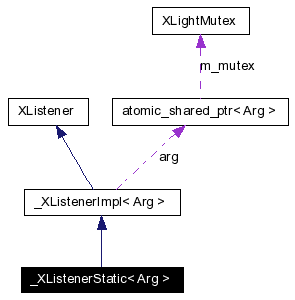 XLightMutex
m_mutex
XListener
atomic_shared_ptr< Arg >
arg
_XListenerImpl< Arg >
_XListenerStatic< Arg >